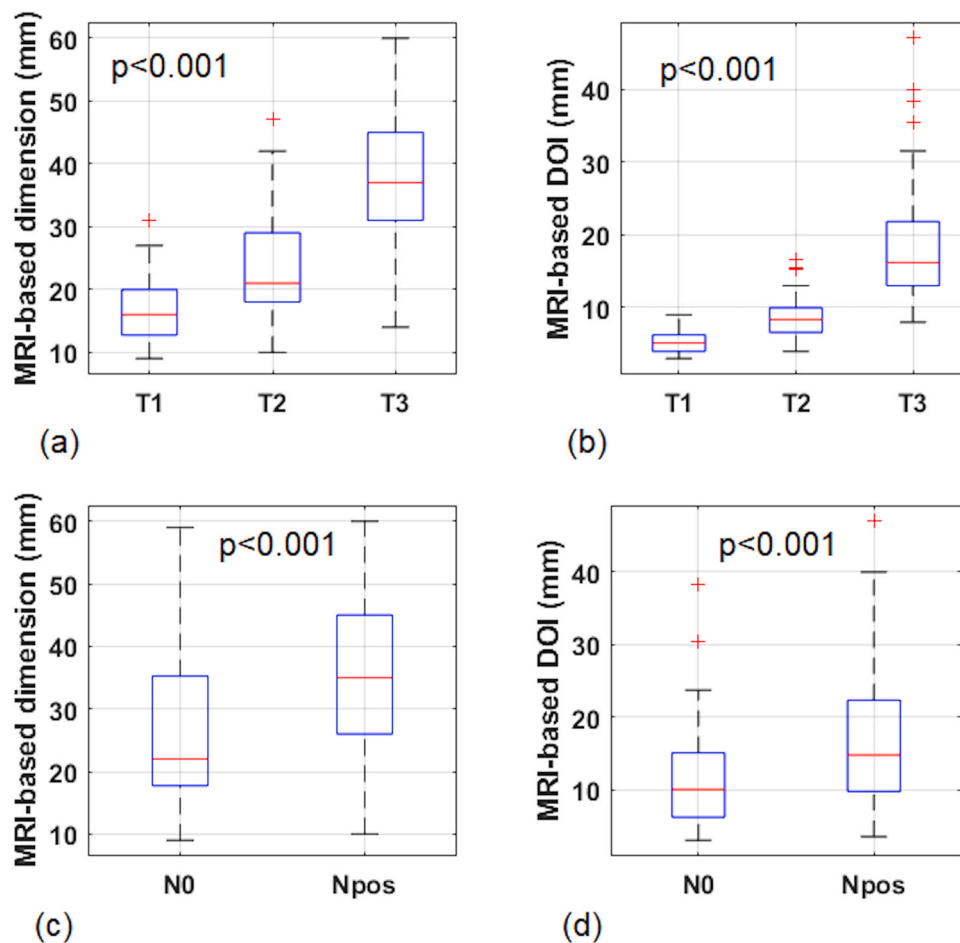 MRI-based dimension (mm)
60
50
40
30
20
10
p<0.001
T1 T2 T3
(a)
MRI-based DOI (mm)
40
30
20
10
p<0.001
T1 T2 T3
(b)
MRI-based dimension (mm)
60
50
40
30
20
10
p<0.001
N0 Npos
(c)
MRI-based DOI (mm)
40
30
20
10
p<0.001
N0 Npos
(d)